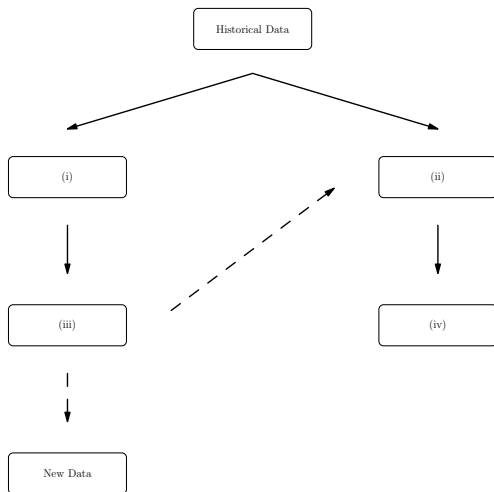 Historical Data
(i)
(ii)
(iii)
(iv)
New Data